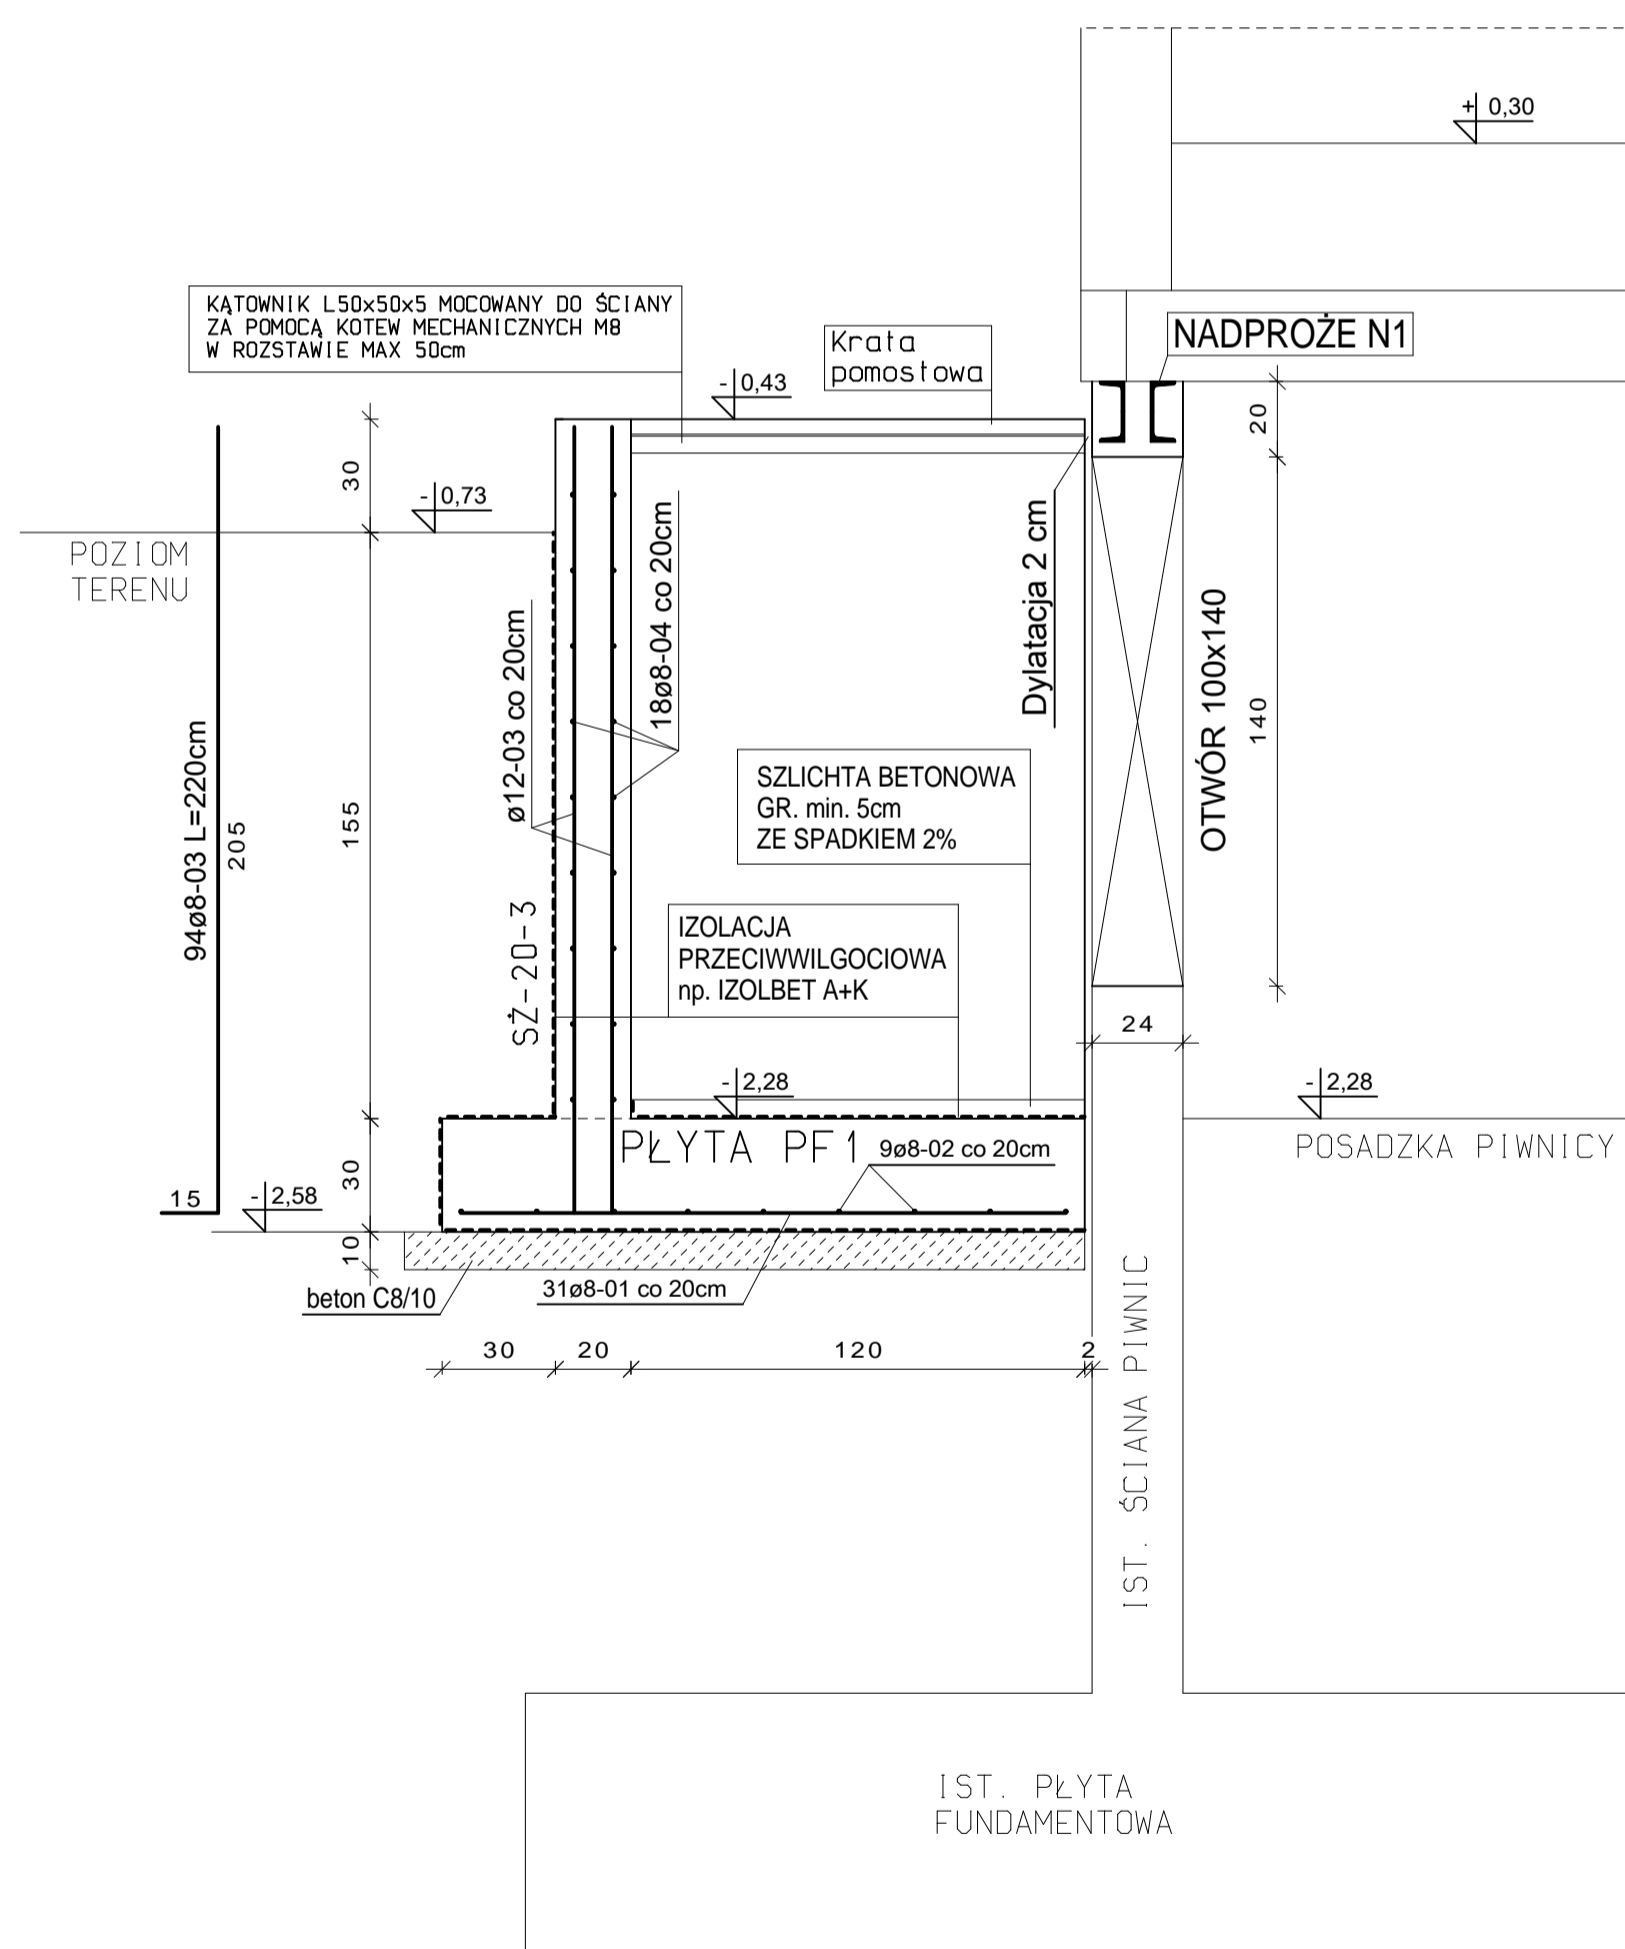 + 0,30
KĄTOWNIK L50x50x5 MOCOWANY DO ŚCIANY
ZA POMOCĄ KOTEW MECHANICZNYCH M8
W ROZSTAWIE MAX 50cm
Krata
pomostowa
NADPROŻE N1
- 0,43
20
30
- 0,73
POZIOM
TERENU
18ø8-04 co 20cm
Dylatacja 2 cm
ø12-03 co 20cm
OTWÓR 100x140
140
94ø8-03 L=220cm
205
155
SZLICHTA BETONOWA
GR. min. 5cm
ZE SPADKIEM 2%
SŻ-20-3
IZOLACJA
PRZECIWWILGOCIOWA
np. IZOLBET A+K
24
- 2,28
- 2,28
PŁYTA PF1
9ø8-02 co 20cm
POSADZKA PIWNICY
30
15
- 2,58
10
beton C8/10
31ø8-01 co 20cm
30
20
120
2
IST. ŚCIANA PIWNIC
IST. PŁYTA
FUNDAMENTOWA